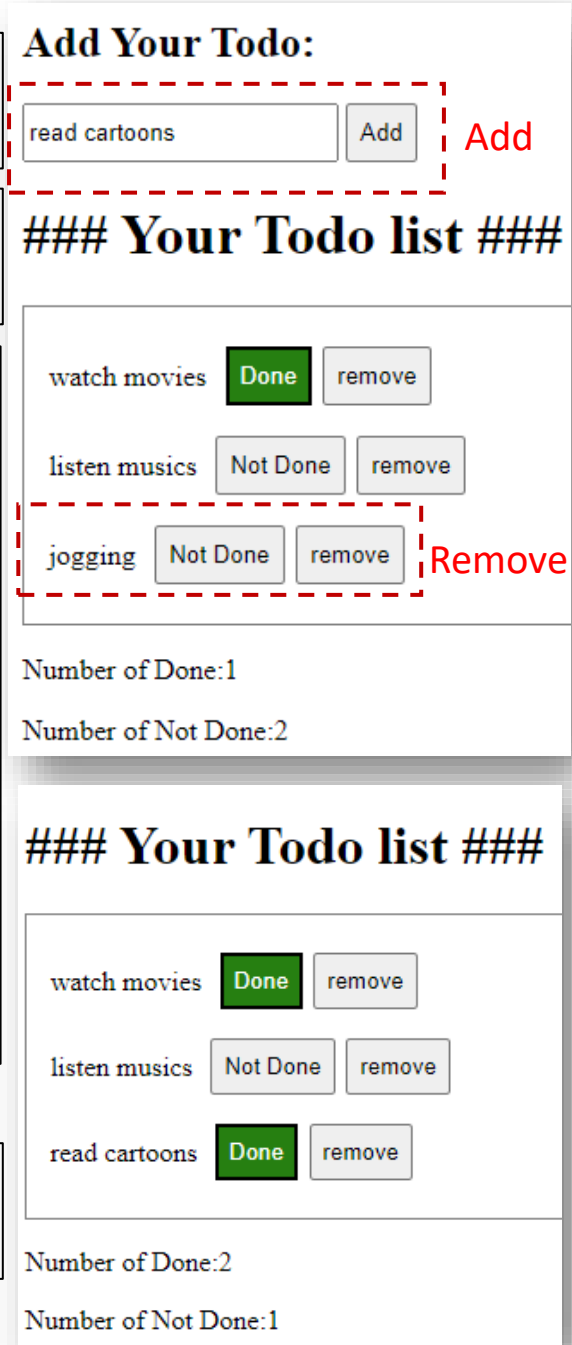 Add Your Todo:
read cartoons Add Add
### Your Todo list ###
watch movies Done remove
listen musics Not Done remove
jogging Not Done remove Remove
Number of Done:1
Number of Not Done:2
### Your Todo list ###
watch movies Done remove
listen musics Not Done remove
read cartoons Done remove
Number of Done:2
Number of Not Done:1